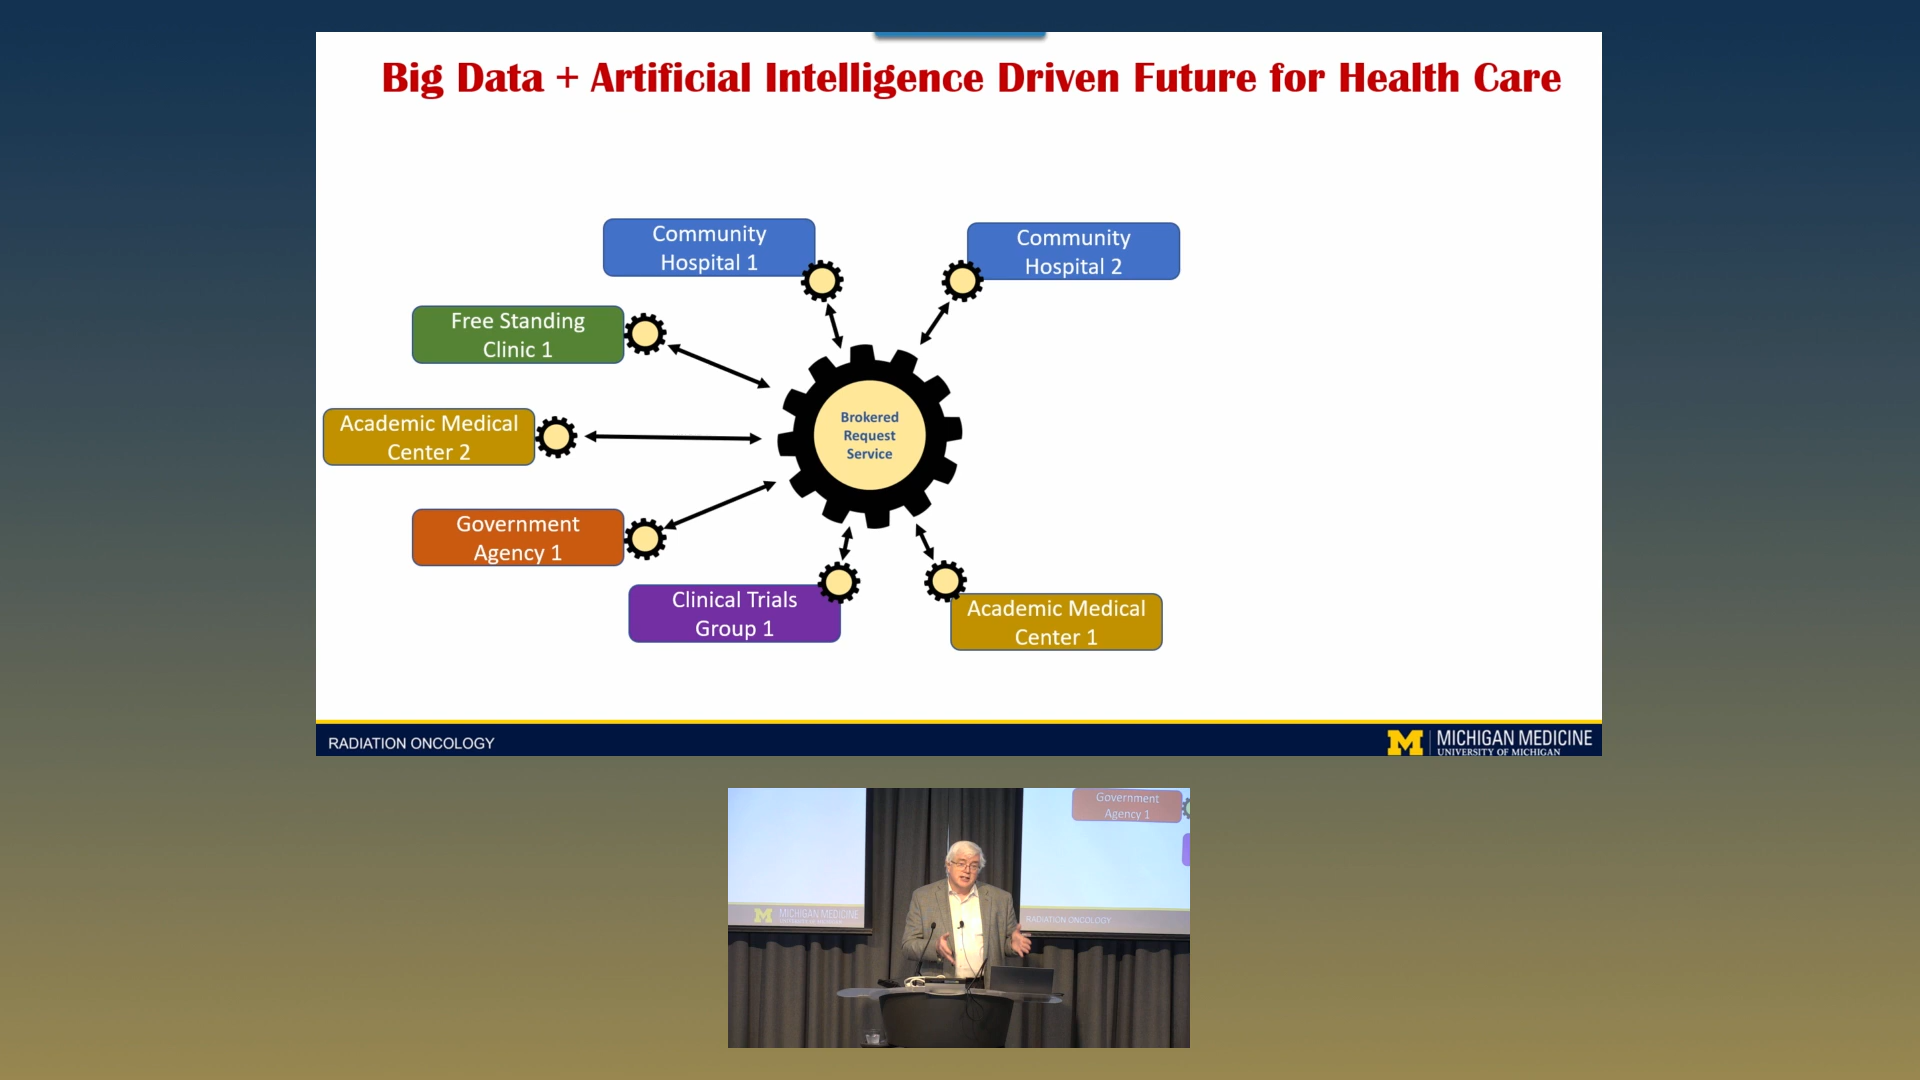 Big Data + Artificial Intelligence Driven Future for Health Care
Community
Hospital 1
Community
Hospital 2
Free Standing
Clinic 1
Brokered
Request
Service
Academic Medical
Center 2
Government
Agency 1
Clinical Trials
Group 1
Academic Medical
Center 1
RADIATION ONCOLOGY
M MICHIGAN MEDICINE
UNIVERSITY OF MICHIGAN
Government
Agency 1
M MICHIGAN MEDICINE
RADIATION ONCOLOGY